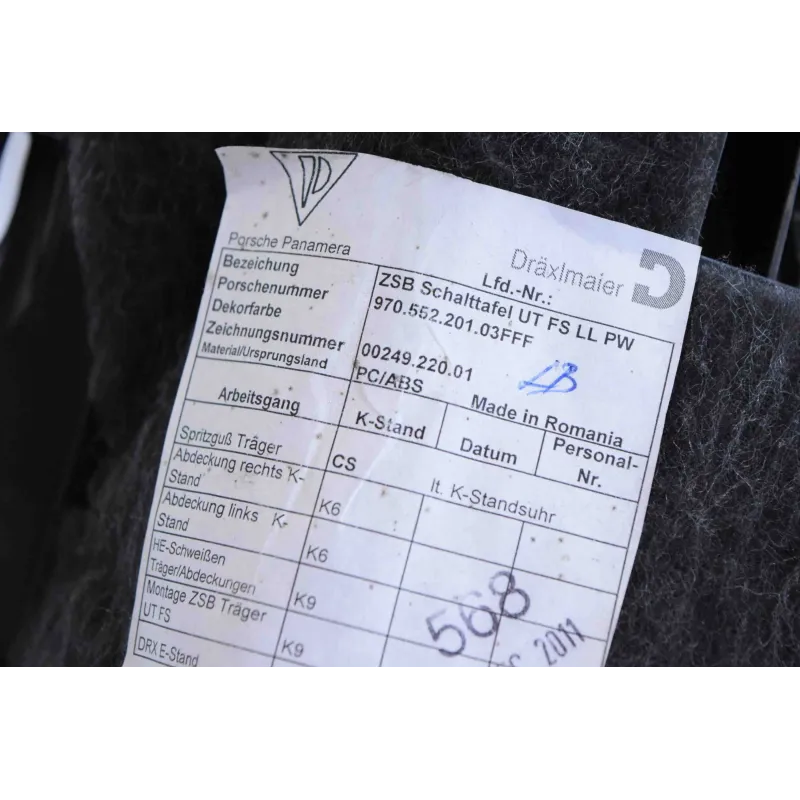 Porsche Panamera
Dräxlmaier
Lfd.-Nr.:
Bezeichung ZSB Schalttafel UT FS LL PW
Porschenummer 970.552.201.03FFF
Dekorfarbe
Zeichnungsnummer 00249.220.01
Material/Ursprungsland PC/ABS Made in Romania
Arbeitsgang K-Stand Datum Personal-
Nr.
Spritzguß Träger CS lt. K-Standsuhr
Abdeckung rechts K-
Stand K6
Abdeckung links K-
Stand K6
HE-Schweißen
Träger/Abdeckungen K9
Montage ZSB Träger
UT FS K9
DRX E-Stand
568
2011